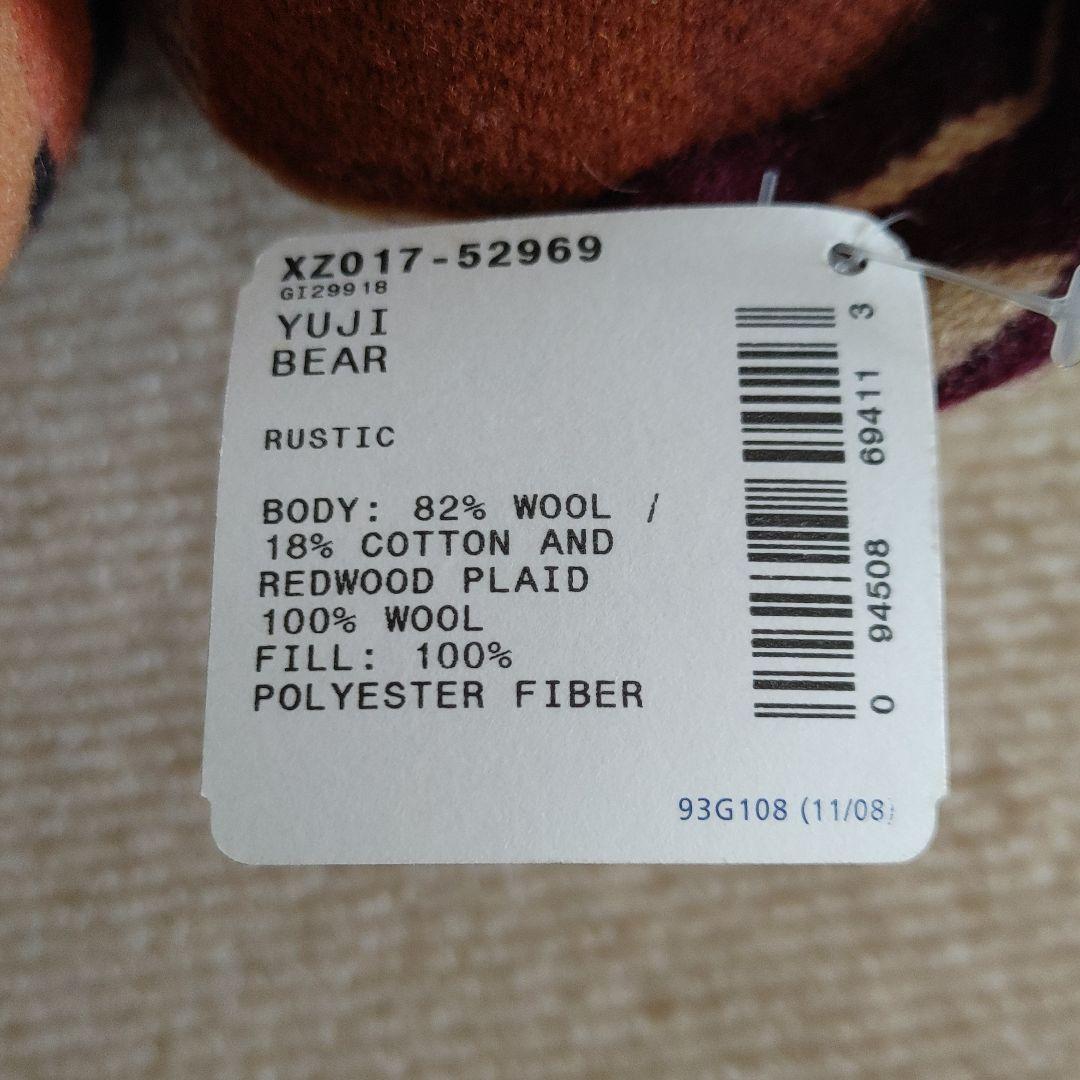 XZ017-52969
GI29918
YUJI
BEAR
RUSTIC
BODY: 82% WOOL /
18% COTTON AND
REDWOOD PLAID
100% WOOL
FILL: 100%
POLYESTER FIBER
0 94508 69411 3
93G108 (11/08)